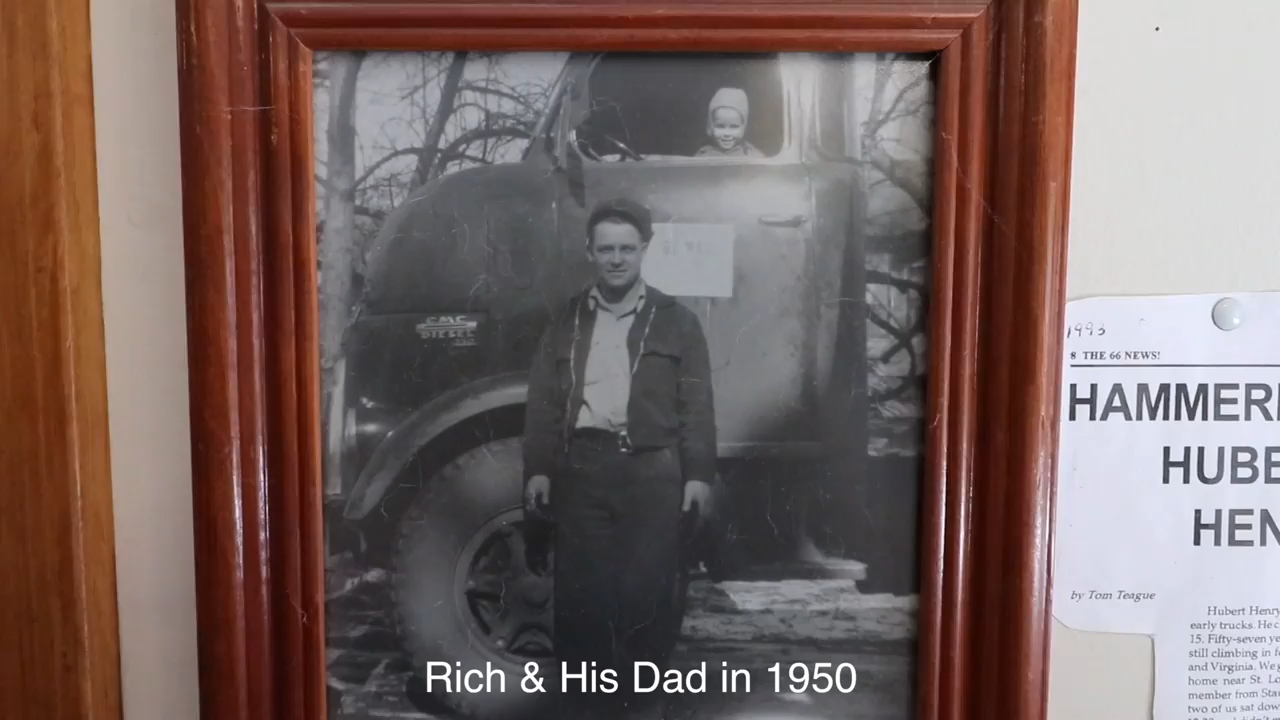 GMC
DIESEL
1993
8 THE 66 NEWS!
HAMMER
HUBE
HEN
by Tom Teague
Hubert Henry
early trucks. He c
15. Fifty-seven ye
still climbing in
and Virginia. We
home near St. Lo
member from Sta
two of us sat dow
Rich & His Dad in 1950